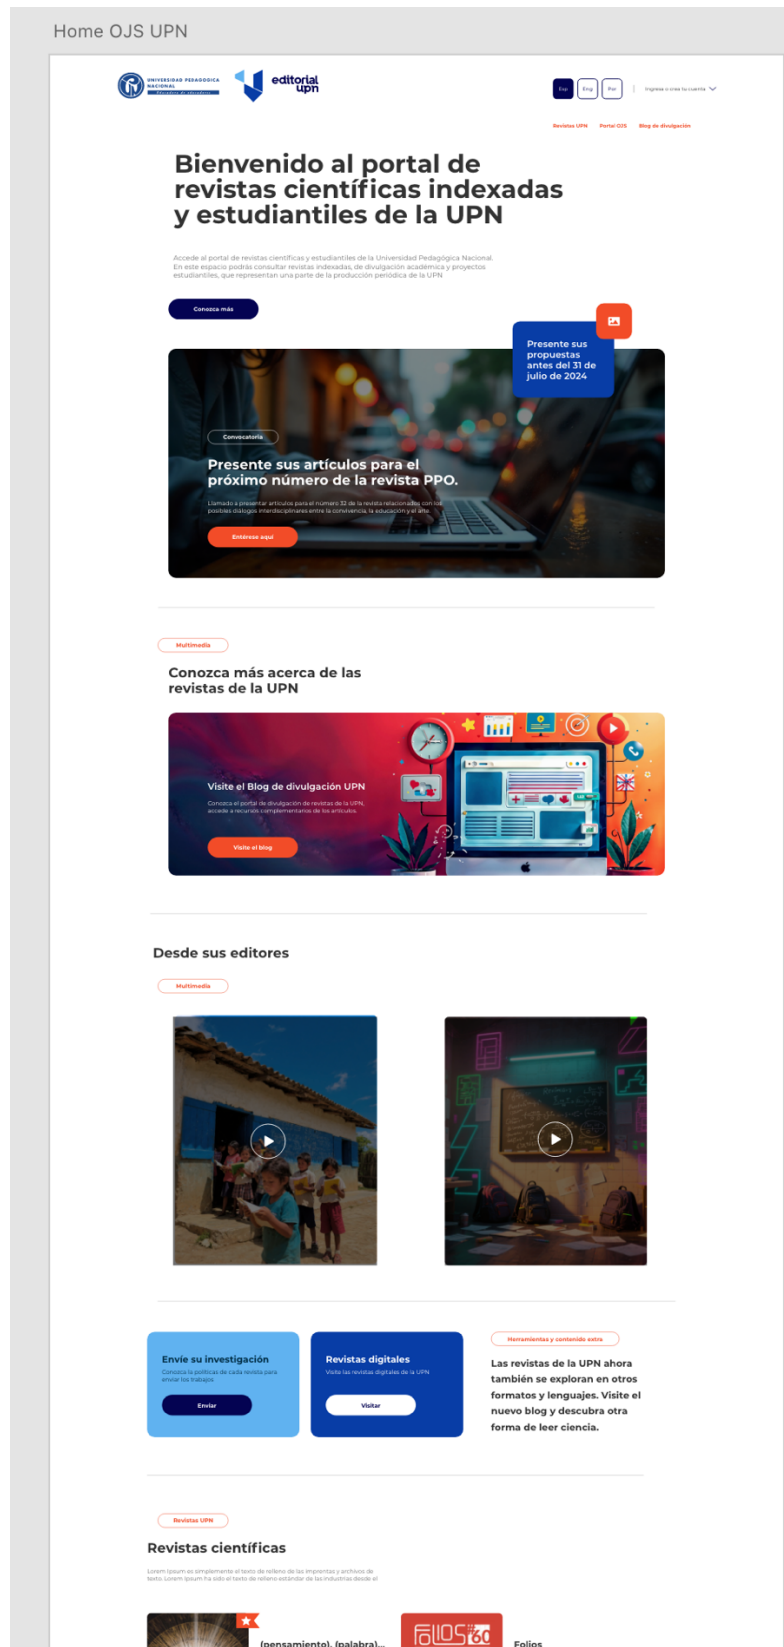 Home OJS UPN
UNIVERSIDAD PEDAGÓGICA
NACIONAL
Educadora de educadores
editorial
upn
Esp
Eng
Por
Ingresa o crea tu cuenta
Revistas UPN
Portal OJS
Blog de divulgación
Bienvenido al portal de
revistas científicas indexadas
y estudiantiles de la UPN
Accede al portal de revistas científicas y estudiantiles de la Universidad Pedagógica Nacional.
En este espacio podrás consultar revistas indexadas, de divulgación académica y proyectos
estudiantiles, que representan una parte de la producción periódica de la UPN
Conozca más
Presente sus
propuestas
antes del 31 de
julio de 2024
Convocatoria
Presente sus artículos para el
próximo número de la revista PPO.
Llamado a presentar artículos para el número 32 de la revista relacionados con los
posibles diálogos interdisciplinares entre la convivencia, la educación y el arte.
Entérese aquí
Multimedia
Conozca más acerca de las
revistas de la UPN
Visite el Blog de divulgación UPN
Conozca el portal de divulgación de revistas de la UPN,
accede a recursos complementarios de los artículos.
Visite el blog
Desde sus editores
Multimedia
Envíe su investigación
Conozca la políticas de cada revista para
enviar los trabajos
Enviar
Revistas digitales
Visite las revistas digitales de la UPN
Visitar
Herramientas y contenido extra
Las revistas de la UPN ahora
también se exploran en otros
formatos y lenguajes. Visite el
nuevo blog y descubra otra
forma de leer ciencia.
Revistas UPN
Revistas científicas
Lorem Ipsum es simplemente el texto de relleno de las imprentas y archivos de
texto. Lorem Ipsum ha sido el texto de relleno estándar de las industrias desde el
(pensamiento), (palabra)...
FOLIOS #60
Folios